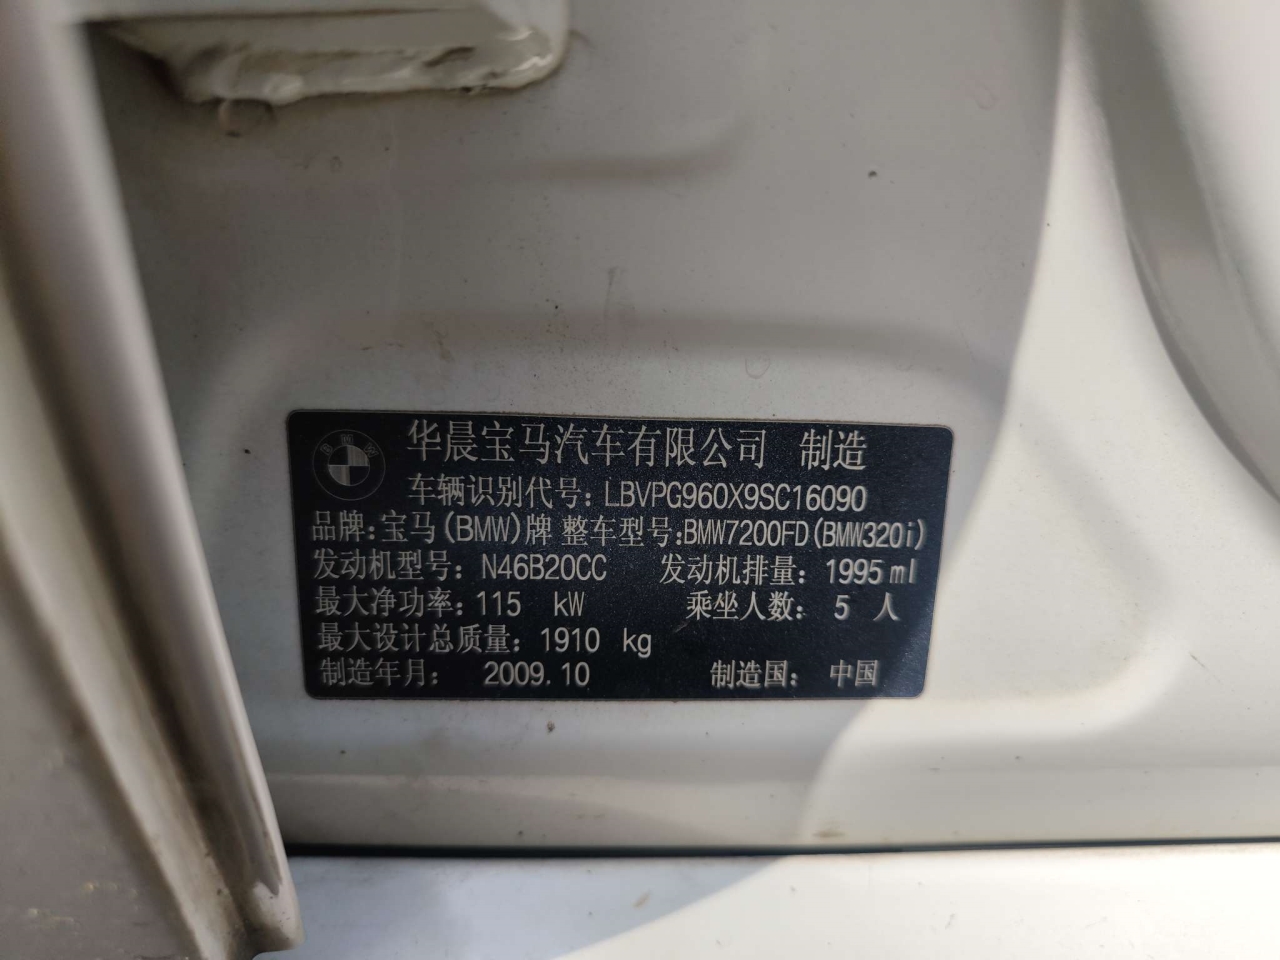 华晨宝马汽车有限公司 制造
车辆识别代号: LBVPG960X9SC16090
品牌: 宝马(BMW)牌 整车型号: BMW7200FD(BMW320i)
发动机型号: N46B20CC 发动机排量: 1995ml
最大净功率: 115 kW 乘坐人数: 5 人
最大设计总质量: 1910 kg
制造年月: 2009.10 制造国: 中国